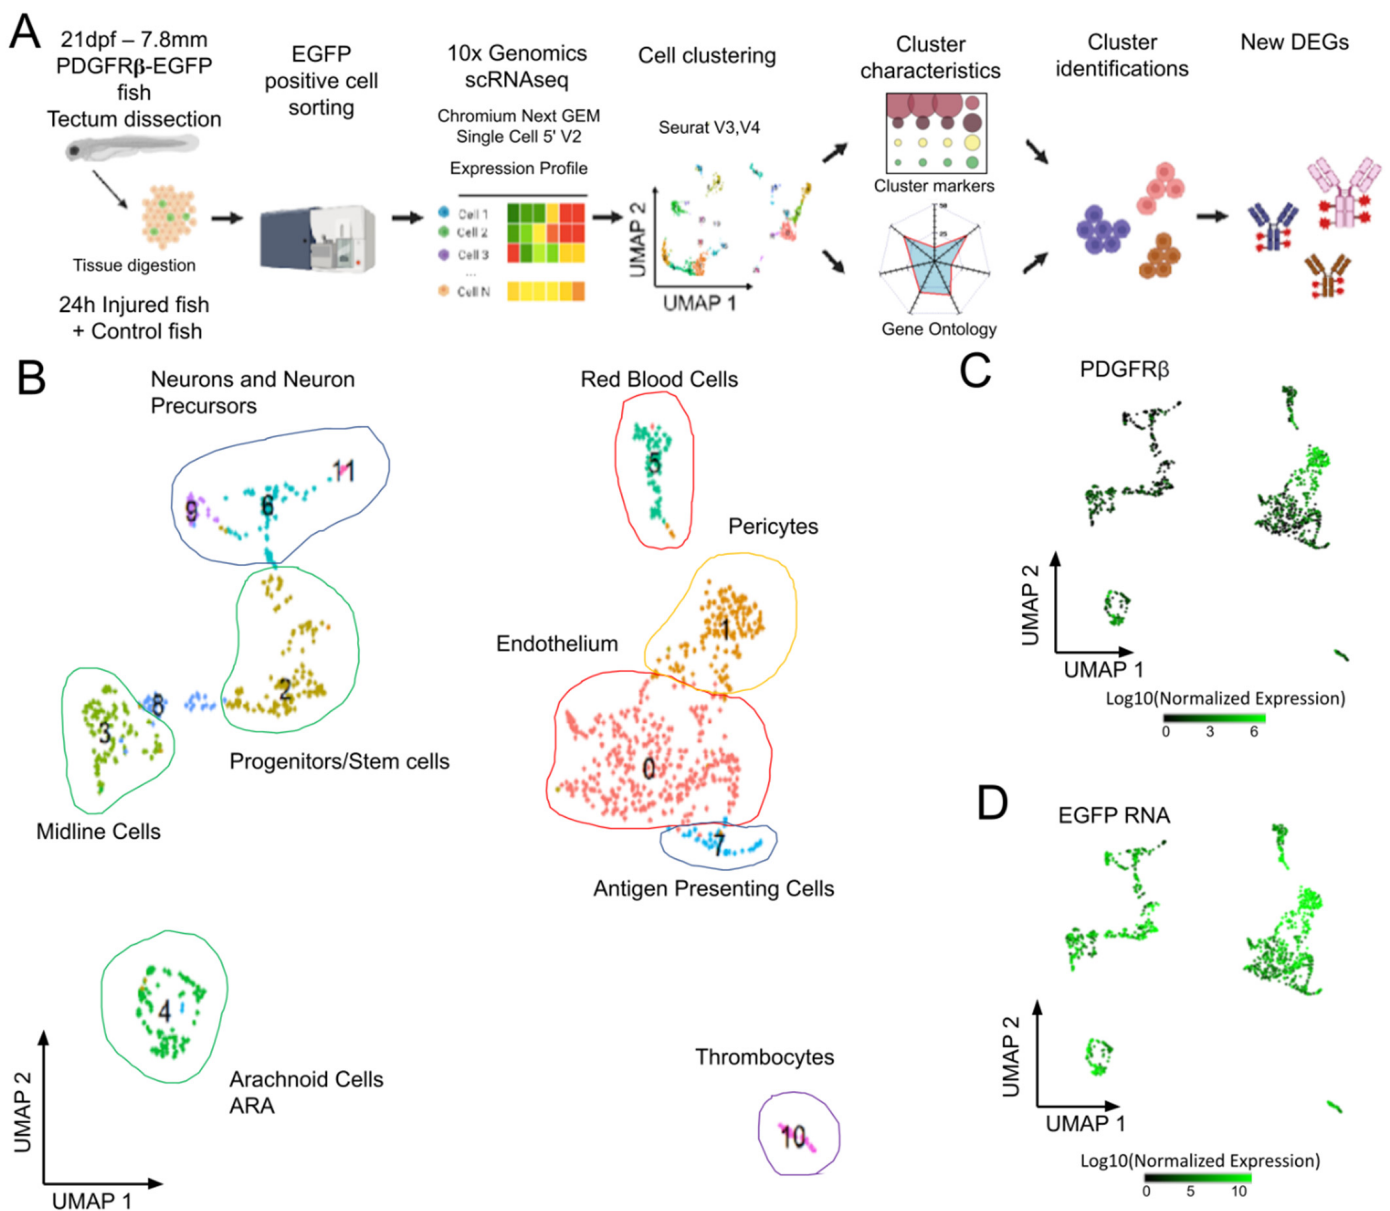 A
21dpf – 7.8mm
PDGFRβ-EGFP
fish
Tectum dissection
Tissue digestion
24h Injured fish
+ Control fish
EGFP
positive cell
sorting
10x Genomics
scRNAseq
Chromium Next GEM
Single Cell 5' V2
Expression Profile
Cell 1
Cell 2
Cell 3
...
Cell N
Cell clustering
Seurat V3,V4
UMAP 2
UMAP 1
Cluster
characteristics
Cluster markers
50
25
Gene Ontology
Cluster
identifications
New DEGs
B
Neurons and Neuron
Precursors
11
9
6
Red Blood Cells
5
Pericytes
1
Endothelium
0
2
8
3
Progenitors/Stem cells
Midline Cells
7
Antigen Presenting Cells
4
Arachnoid Cells
ARA
Thrombocytes
10
UMAP 2
UMAP 1
C
PDGFRβ
UMAP 2
UMAP 1
Log10(Normalized Expression)
0 3 6
D
EGFP RNA
UMAP 2
UMAP 1
Log10(Normalized Expression)
0 5 10